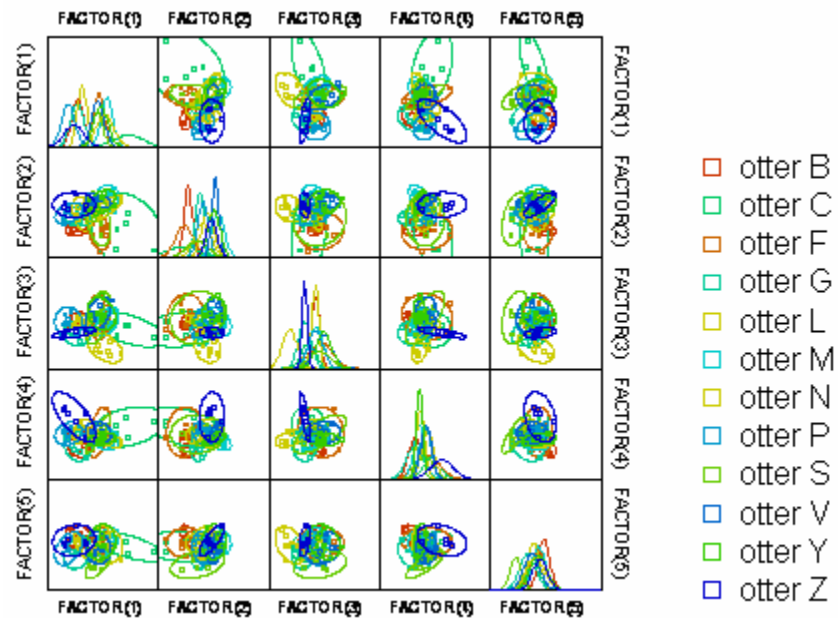 FACTOR(1) FACTOR(2) FACTOR(3) FACTOR(4) FACTOR(5)
FACTOR(1)
FACTOR(1)
FACTOR(2)
FACTOR(2)
FACTOR(3)
FACTOR(3)
FACTOR(4)
FACTOR(4)
FACTOR(5)
FACTOR(5)
FACTOR(1) FACTOR(2) FACTOR(3) FACTOR(4) FACTOR(5)
otter B
otter C
otter F
otter G
otter L
otter M
otter N
otter P
otter S
otter V
otter Y
otter Z